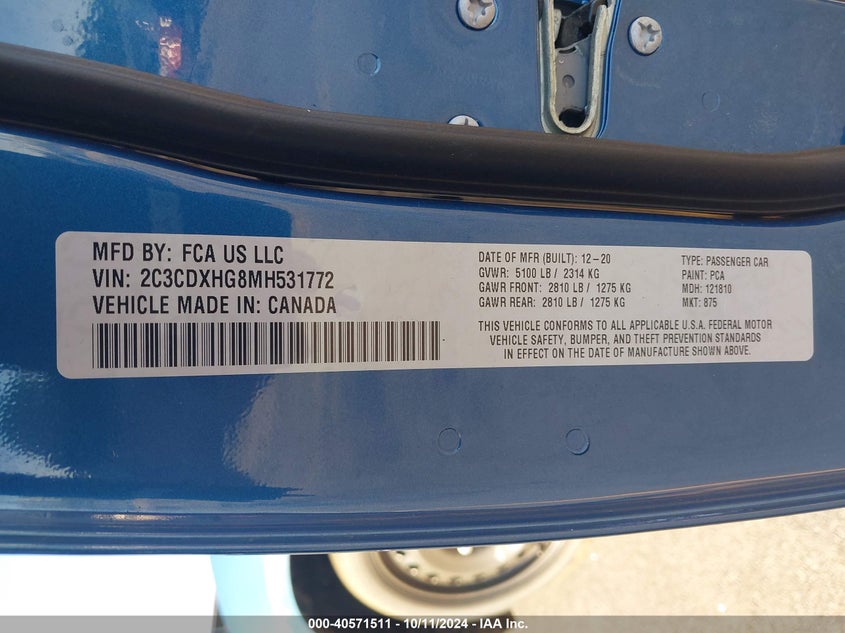 MFD BY: FCA US LLC
VIN: 2C3CDXHG8MH531772
VEHICLE MADE IN: CANADA
DATE OF MFR (BUILT): 12-20
GVWR: 5100 LB / 2314 KG
GAWR FRONT: 2810 LB / 1275 KG
GAWR REAR: 2810 LB / 1275 KG
TYPE: PASSENGER CAR
PAINT: PCA
MDH: 121810
MKT: 875
THIS VEHICLE CONFORMS TO ALL APPLICABLE U.S.A. FEDERAL MOTOR
VEHICLE SAFETY, BUMPER, AND THEFT PREVENTION STANDARDS
IN EFFECT ON THE DATE OF MANUFACTURE SHOWN ABOVE.
000-40571511 - 10/11/2024 - IAA Inc.